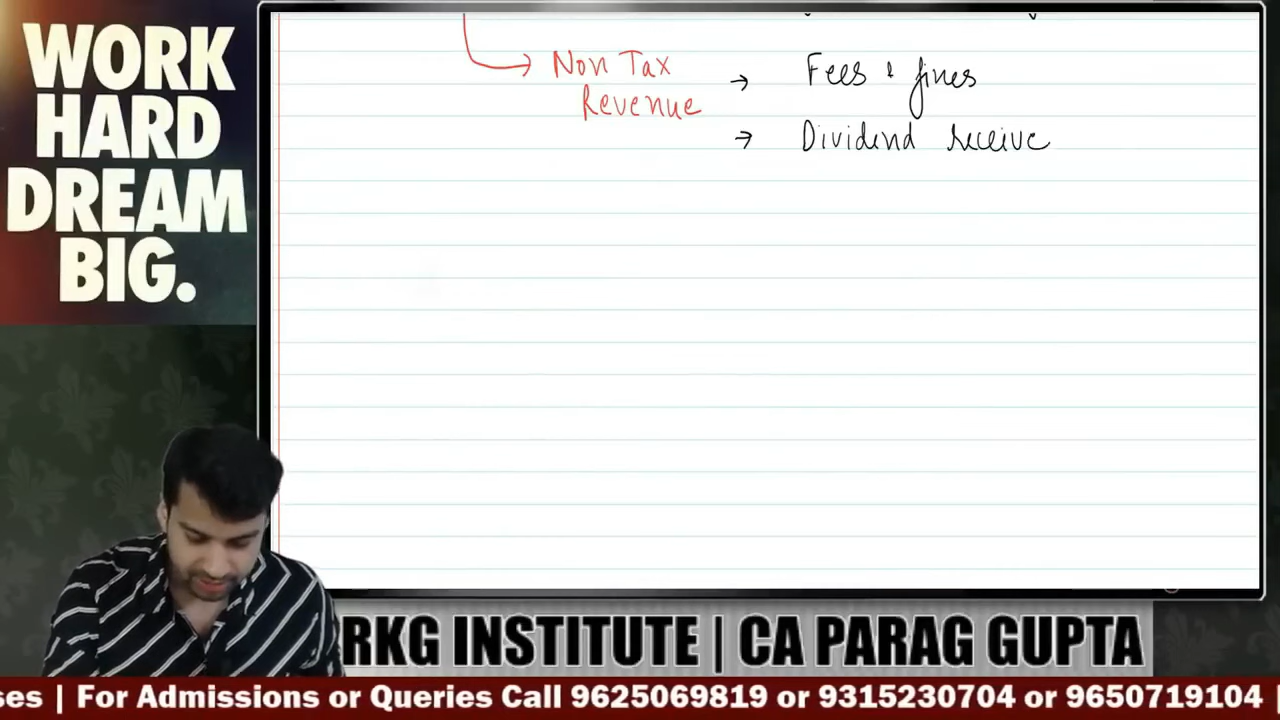 WORK
HARD
DREAM
BIG.
Non Tax
Revenue
→ Fees & fines
→ Dividend receive
RKG INSTITUTE | CA PARAG GUPTA
ses | For Admissions or Queries Call 9625069819 or 9315230704 or 9650719104 |